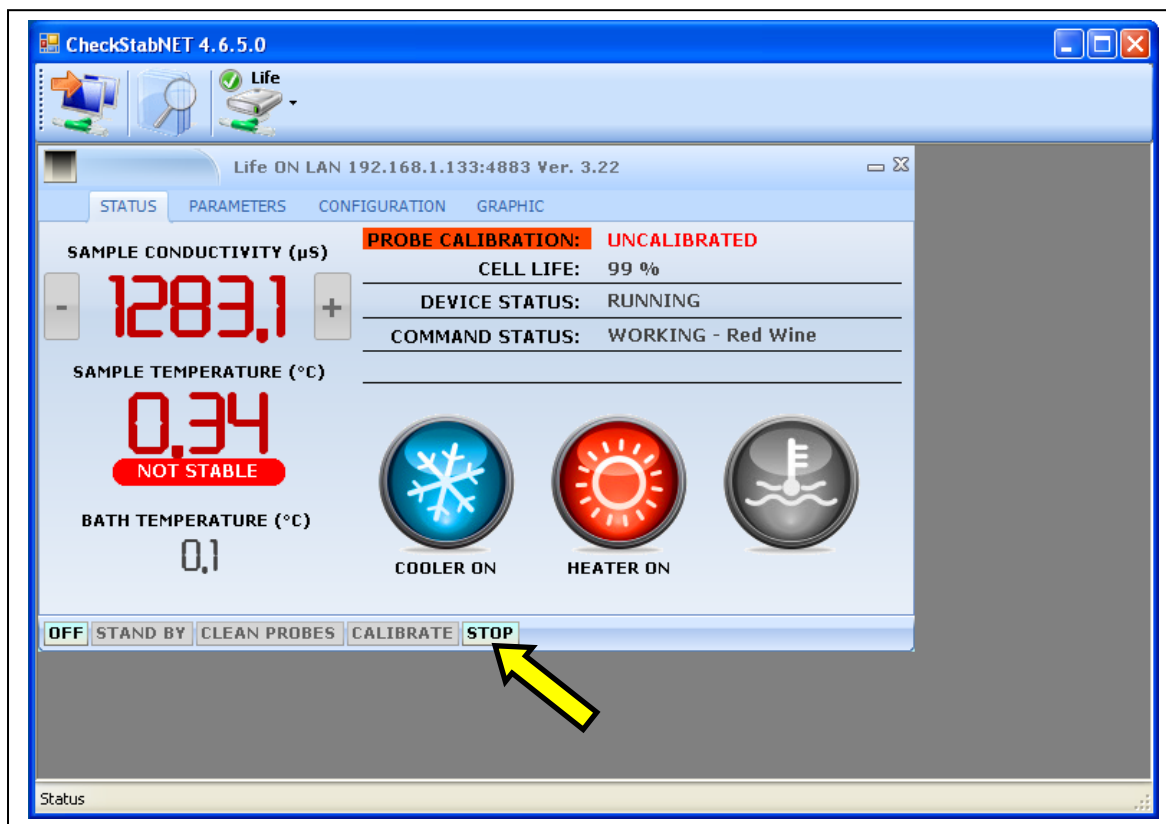 CheckStabNET 4.6.5.0
Life
Life ON LAN 192.168.1.133:4883 Ver. 3.22
STATUS PARAMETERS CONFIGURATION GRAPHIC
SAMPLE CONDUCTIVITY (µS)
- 1283,1 +
SAMPLE TEMPERATURE (°C)
0,34
NOT STABLE
BATH TEMPERATURE (°C)
0,1
PROBE CALIBRATION: UNCALIBRATED
CELL LIFE: 99 %
DEVICE STATUS: RUNNING
COMMAND STATUS: WORKING - Red Wine
COOLER ON HEATER ON
OFF STAND BY CLEAN PROBES CALIBRATE STOP
Status